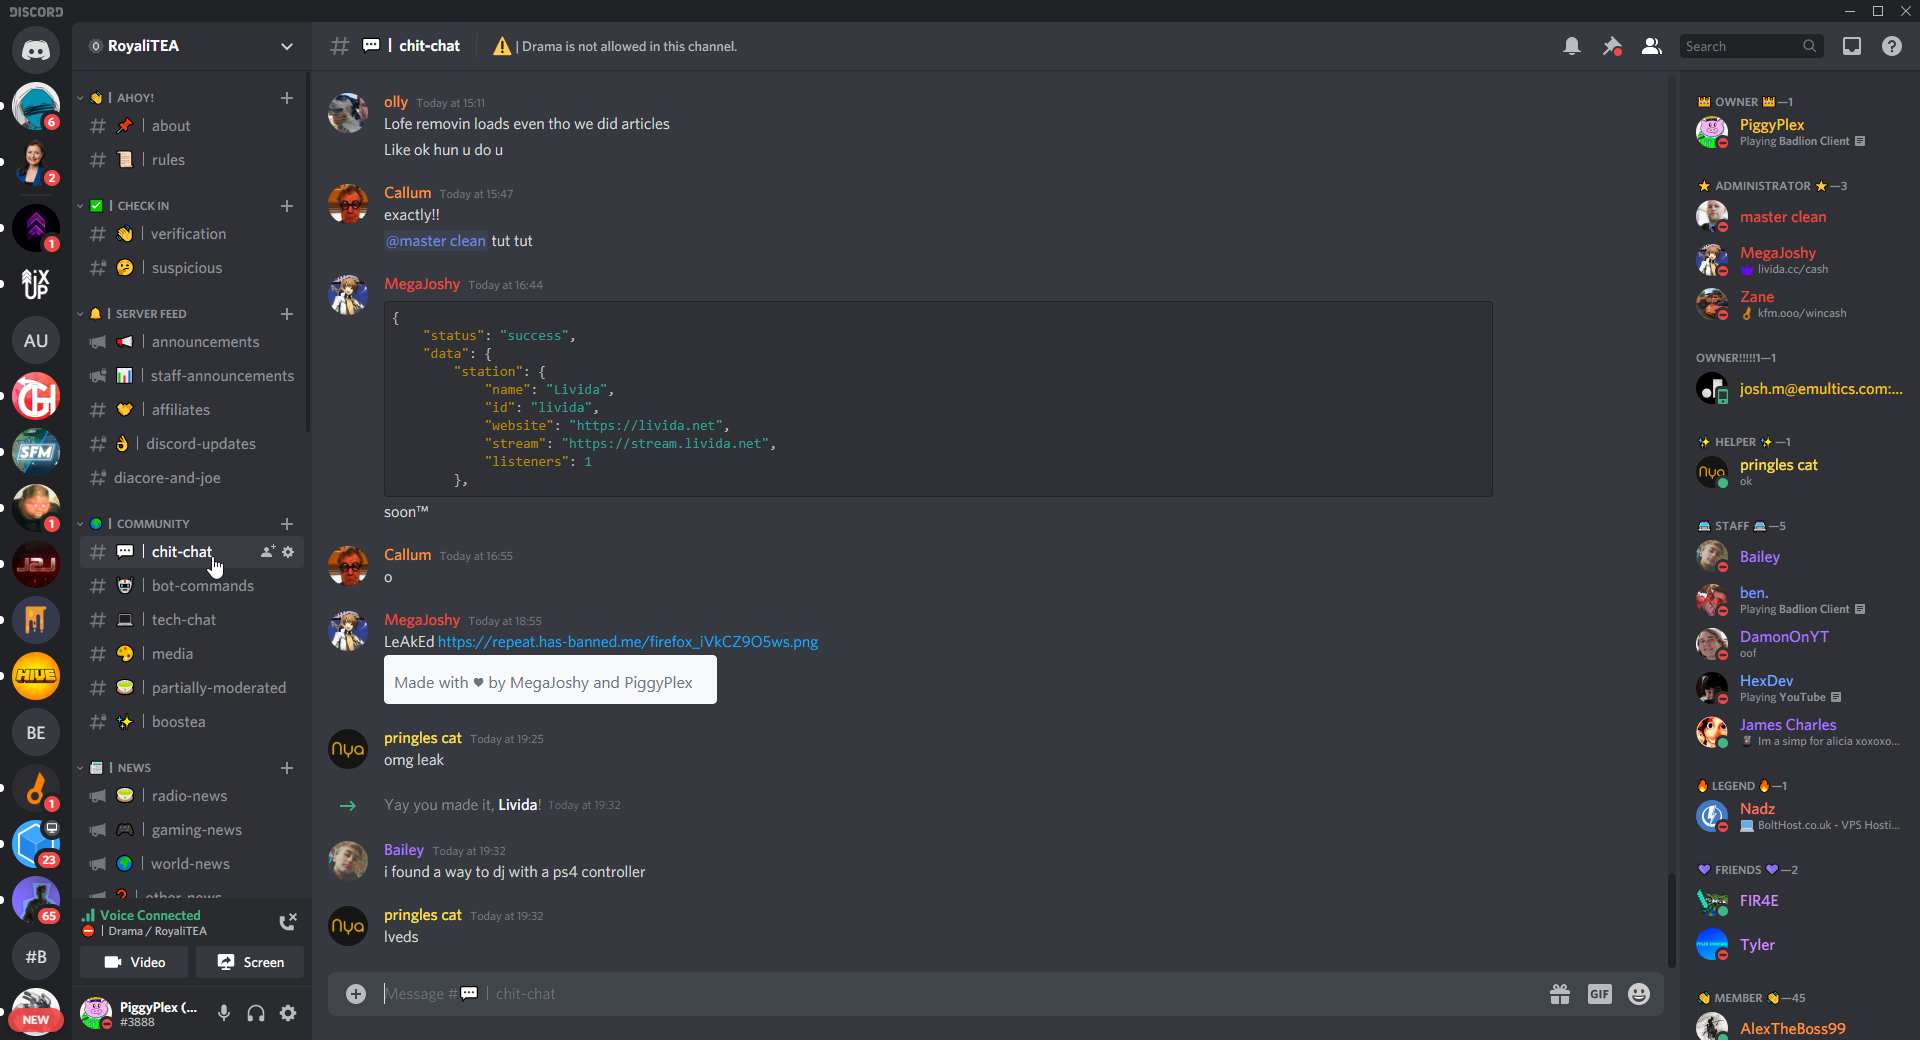 DISCORD
6
2
1
AU
SFM
1
J2J
HIVE
BE
1
23
65
#B
NEW
RoyaliTEA
| AHOY!
| about
| rules
| CHECK IN
| verification
| suspicious
| SERVER FEED
| announcements
| staff-announcements
| affiliates
| discord-updates
diacore-and-joe
| COMMUNITY
| chit-chat
| bot-commands
| tech-chat
| media
| partially-moderated
| boostea
| NEWS
| radio-news
| gaming-news
| world-news
| other-news
Voice Connected
| Drama / RoyaliTEA
Video
Screen
PiggyPlex (...
#3888
| chit-chat
| Drama is not allowed in this channel.
Search
olly Today at 15:11
Lofe removin loads even tho we did articles
Like ok hun u do u
Callum Today at 15:47
exactly!!
@master clean tut tut
MegaJoshy Today at 16:44
{
"status": "success",
"data": {
"station": {
"name": "Livida",
"id": "livida",
"website": "https://livida.net",
"stream": "https://stream.livida.net",
"listeners": 1
},
soon™
Callum Today at 16:55
o
MegaJoshy Today at 18:55
LeAkEd https://repeat.has-banned.me/firefox_iVkCZ9O5ws.png
Made with ♥ by MegaJoshy and PiggyPlex
nya
pringles cat Today at 19:25
omg leak
Yay you made it, Livida! Today at 19:32
Bailey Today at 19:32
i found a way to dj with a ps4 controller
nya
pringles cat Today at 19:32
lveds
Message #💬 | chit-chat
GIF
OWNER —1
PiggyPlex
Playing Badlion Client
ADMINISTRATOR —3
master clean
MegaJoshy
livida.cc/cash
Zane
kfm.ooo/wincash
OWNER!!!!!1—1
josh.m@emultics.com:...
HELPER —1
nya
pringles cat
ok
STAFF —5
Bailey
ben.
Playing Badlion Client
DamonOnYT
oof
HexDev
Playing YouTube
James Charles
Im a simp for alicia xoxoxo...
LEGEND —1
Nadz
BoltHost.co.uk - VPS Hosti...
FRIENDS —2
FIR4E
Tyler
MEMBER —45
AlexTheBoss99